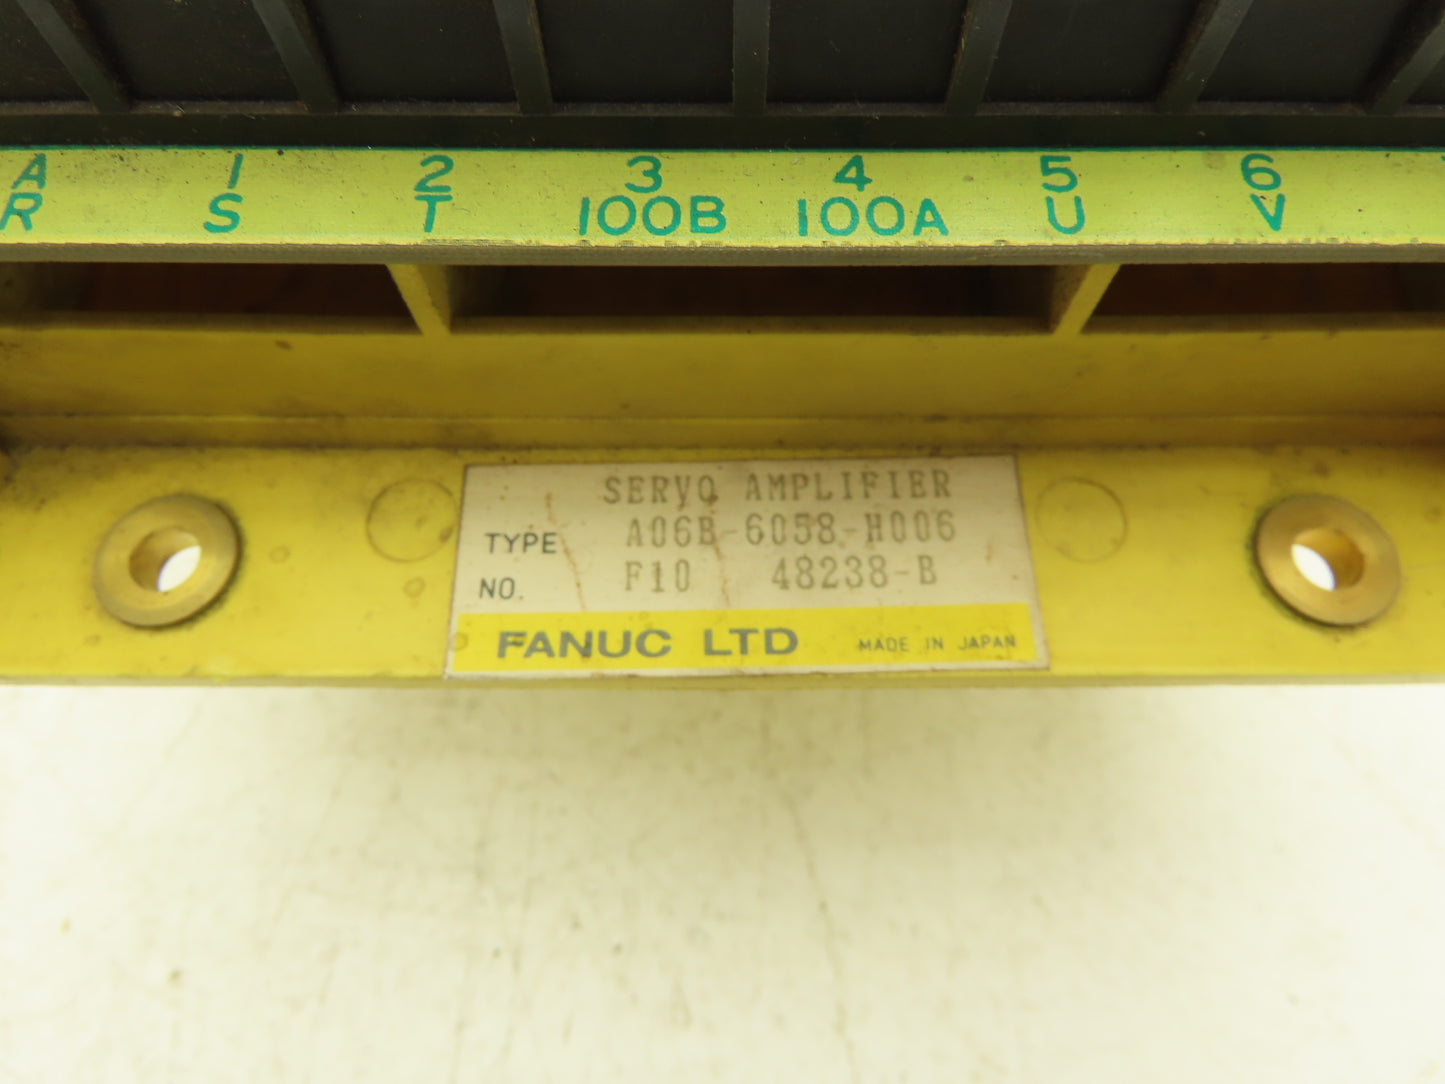 A 1 2 3 4 5 6
R S T 100B 100A U V
SERVO AMPLIFIER
TYPE A06B-6058-H006
NO. F10 48238-B
FANUC LTD MADE IN JAPAN